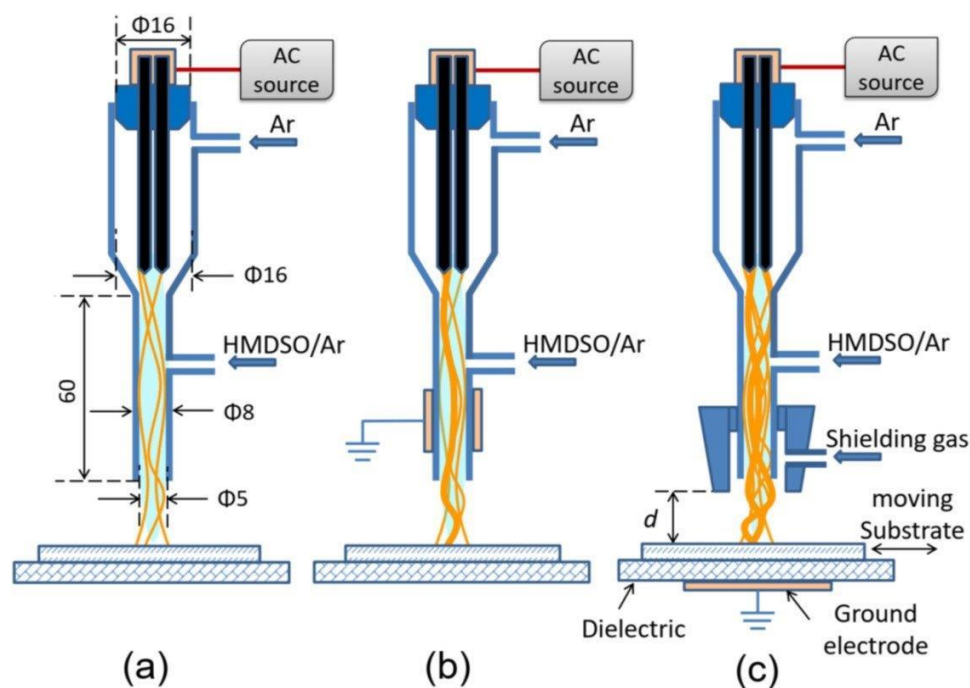 Φ16
AC
source
Ar
Φ16
HMDSO/Ar
60
Φ8
Φ5
(a)
AC
source
Ar
HMDSO/Ar
(b)
AC
source
Ar
HMDSO/Ar
Shielding gas
d
moving
Substrate
Dielectric
Ground
electrode
(c)